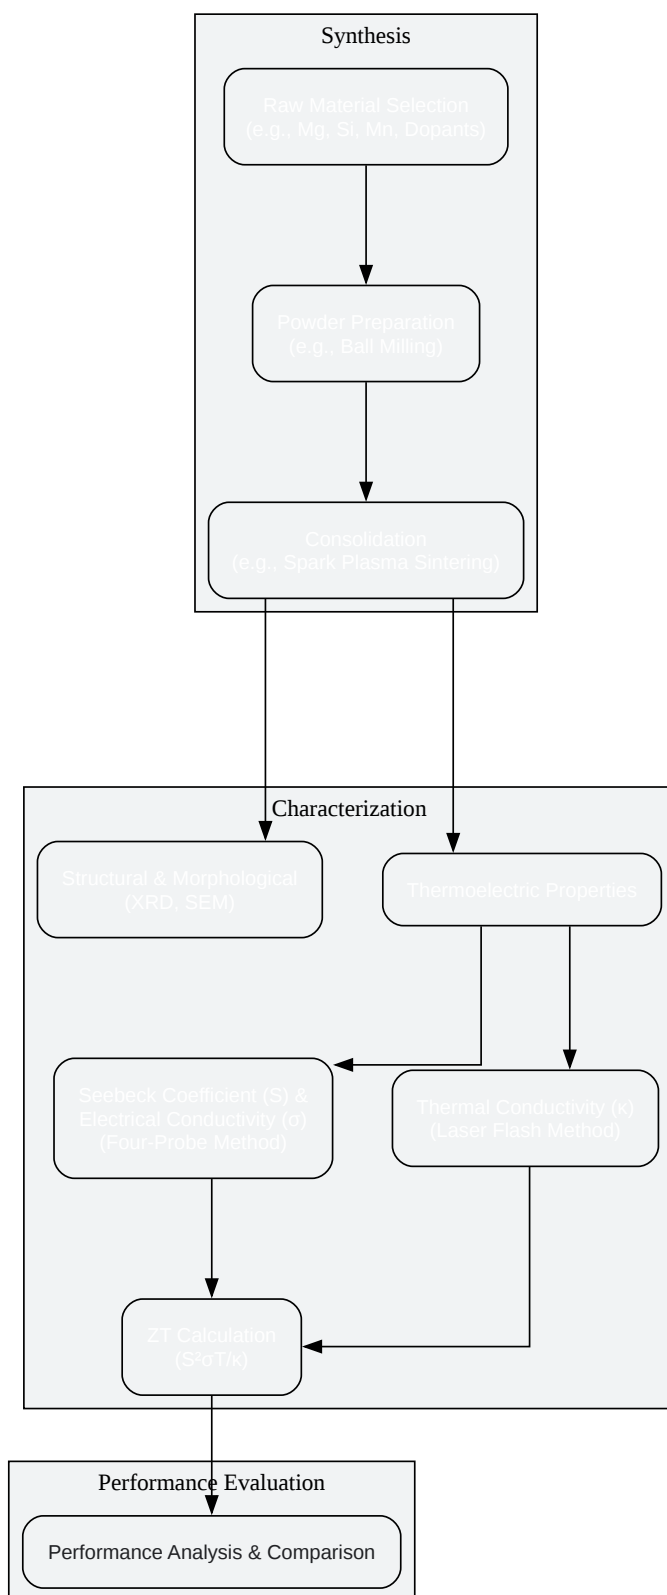 Synthesis
Raw Material Selection
(e.g., Mg, Si, Mn, Dopants)
Powder Preparation
(e.g., Ball Milling)
Consolidation
(e.g., Spark Plasma Sintering)
Characterization
Structural & Morphological
(XRD, SEM)
Thermoelectric Properties
Seebeck Coefficient (S) &
Electrical Conductivity (σ)
(Four-Probe Method)
Thermal Conductivity (κ)
(Laser Flash Method)
ZT Calculation
(S²σT/κ)
Performance Evaluation
Performance Analysis & Comparison